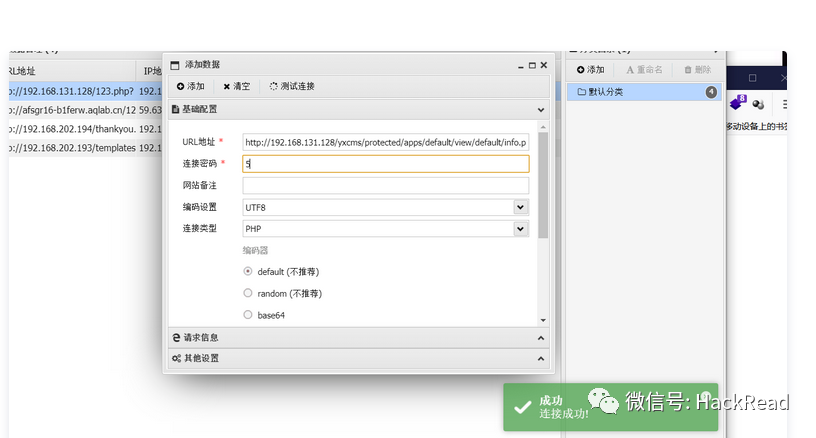 添加数据
RL地址 IP地
添加 清空 测试连接
添加 重命名 删除
p://192.168.131.128/123.php? 192.1
默认分类 4
基础配置
8
p://afsgr16-b1ferw.aqlab.cn/12 59.63
移动设备上的书签
p://192.168.202.194/thankyou. 192.1
URL地址 * http://192.168.131.128/yxcms/protected/apps/default/view/default/info.p
p://192.168.202.193/templates 192.1
连接密码 * 5
网站备注
编码设置 UTF8
连接类型 PHP
编码器
default (不推荐)
random (不推荐)
base64
请求信息
其他设置
成功
连接成功!
微信号: HackRead